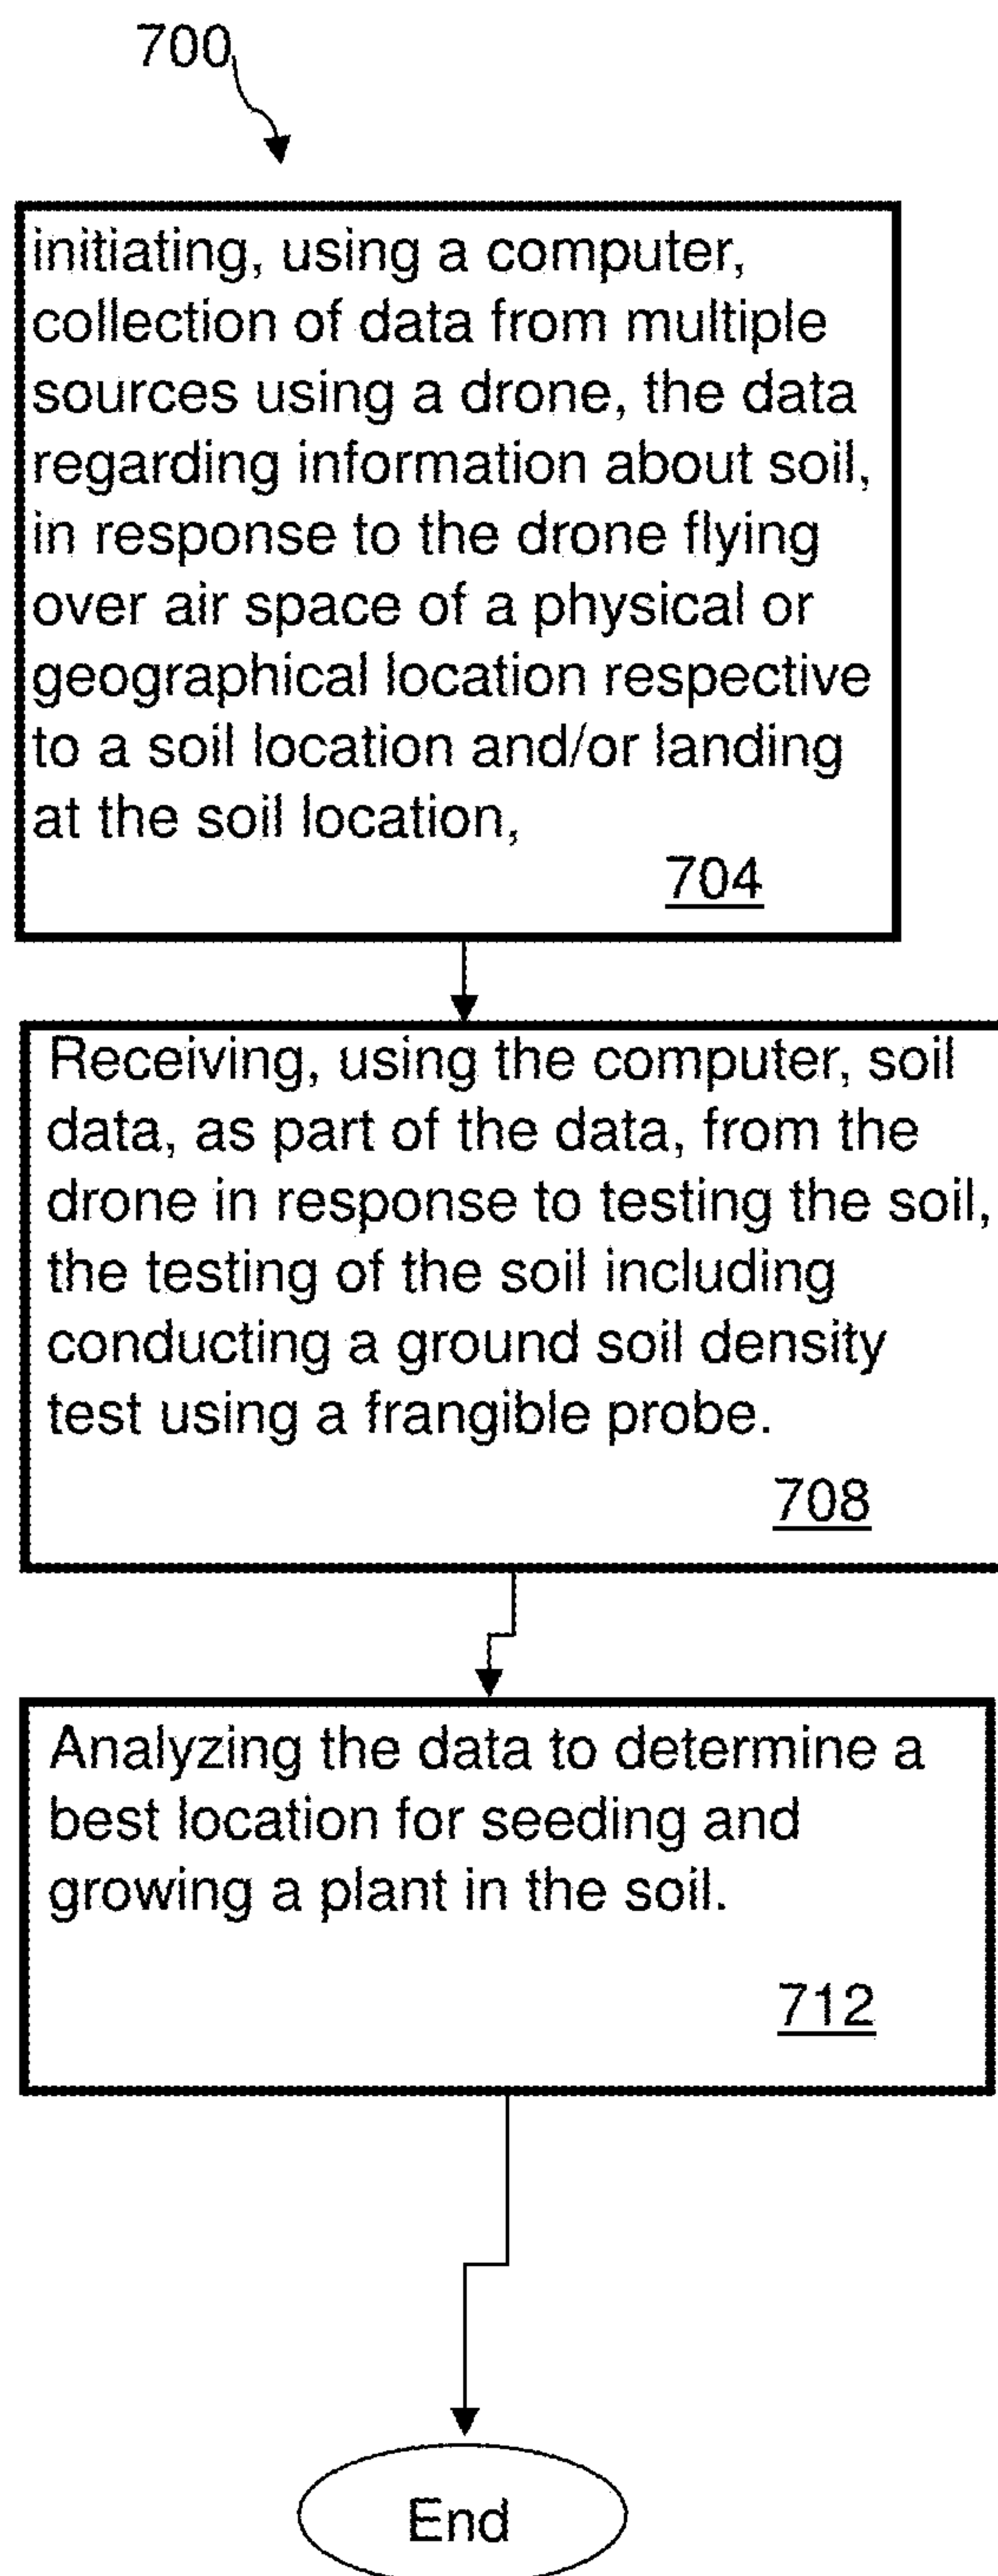 700
initiating, using a computer,
collection of data from multiple
sources using a drone, the data
regarding information about soil,
in response to the drone flying
over air space of a physical or
geographical location respective
to a soil location and/or landing
at the soil location,
704
Receiving, using the computer, soil
data, as part of the data, from the
drone in response to testing the soil,
the testing of the soil including
conducting a ground soil density
test using a frangible probe.
708
Analyzing the data to determine a
best location for seeding and
growing a plant in the soil.
712
End